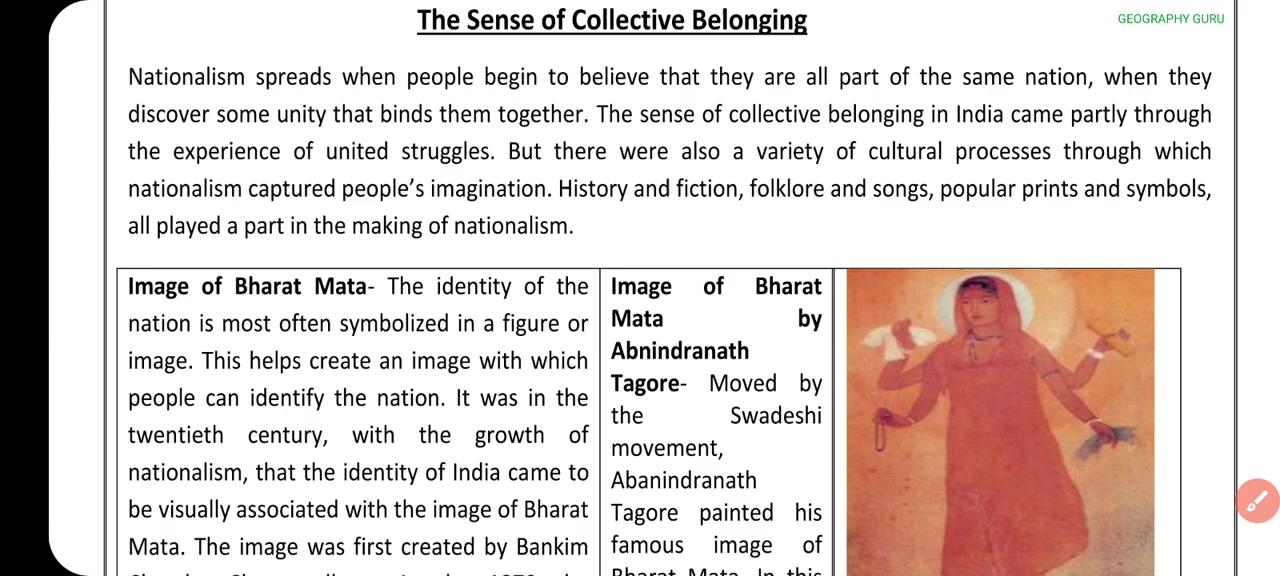 The Sense of Collective Belonging
GEOGRAPHY GURU
Nationalism spreads when people begin to believe that they are all part of the same nation, when they
discover some unity that binds them together. The sense of collective belonging in India came partly through
the experience of united struggles. But there were also a variety of cultural processes through which
nationalism captured people’s imagination. History and fiction, folklore and songs, popular prints and symbols,
all played a part in the making of nationalism.
Image of Bharat Mata- The identity of the
nation is most often symbolized in a figure or
image. This helps create an image with which
people can identify the nation. It was in the
twentieth century, with the growth of
nationalism, that the identity of India came to
be visually associated with the image of Bharat
Mata. The image was first created by Bankim
Image of Bharat
Mata by
Abnindranath
Tagore- Moved by
the Swadeshi
movement,
Abanindranath
Tagore painted his
famous image of
Bharat Mata. In this